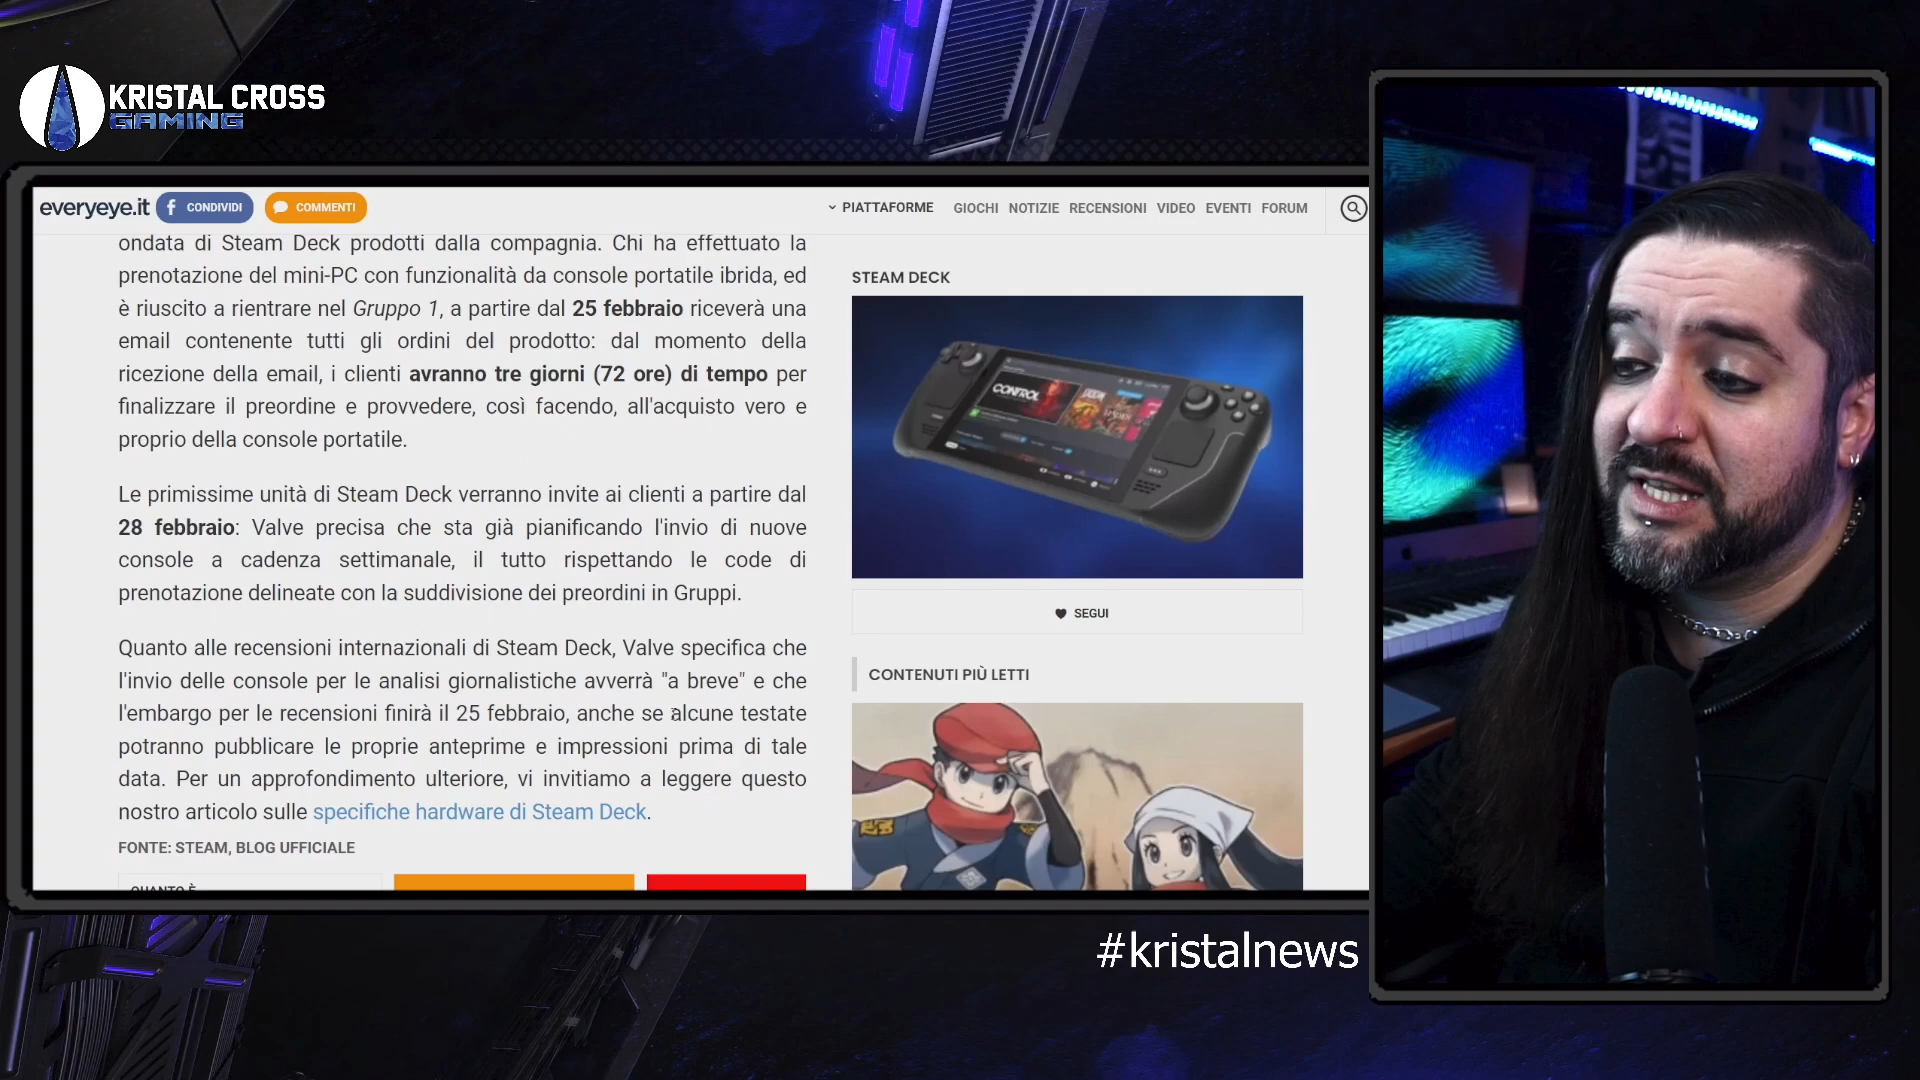 KRISTAL CROSS
GAMING
everyeye.it
CONDIVIDI
COMMENTI
PIATTAFORME
GIOCHI
NOTIZIE
RECENSIONI
VIDEO
EVENTI
FORUM
ondata di Steam Deck prodotti dalla compagnia. Chi ha effettuato la
prenotazione del mini-PC con funzionalità da console portatile ibrida, ed
è riuscito a rientrare nel Gruppo 1, a partire dal 25 febbraio riceverà una
email contenente tutti gli ordini del prodotto: dal momento della
ricezione della email, i clienti avranno tre giorni (72 ore) di tempo per
finalizzare il preordine e provvedere, così facendo, all'acquisto vero e
proprio della console portatile.
Le primissime unità di Steam Deck verranno invite ai clienti a partire dal
28 febbraio: Valve precisa che sta già pianificando l'invio di nuove
console a cadenza settimanale, il tutto rispettando le code di
prenotazione delineate con la suddivisione dei preordini in Gruppi.
Quanto alle recensioni internazionali di Steam Deck, Valve specifica che
l'invio delle console per le analisi giornalistiche avverrà "a breve" e che
l'embargo per le recensioni finirà il 25 febbraio, anche se alcune testate
potranno pubblicare le proprie anteprime e impressioni prima di tale
data. Per un approfondimento ulteriore, vi invitiamo a leggere questo
nostro articolo sulle specifiche hardware di Steam Deck.
FONTE: STEAM, BLOG UFFICIALE
QUANTO È
STEAM DECK
CONTROL
DOOM
SEGUI
CONTENUTI PIÙ LETTI
#kristalnews